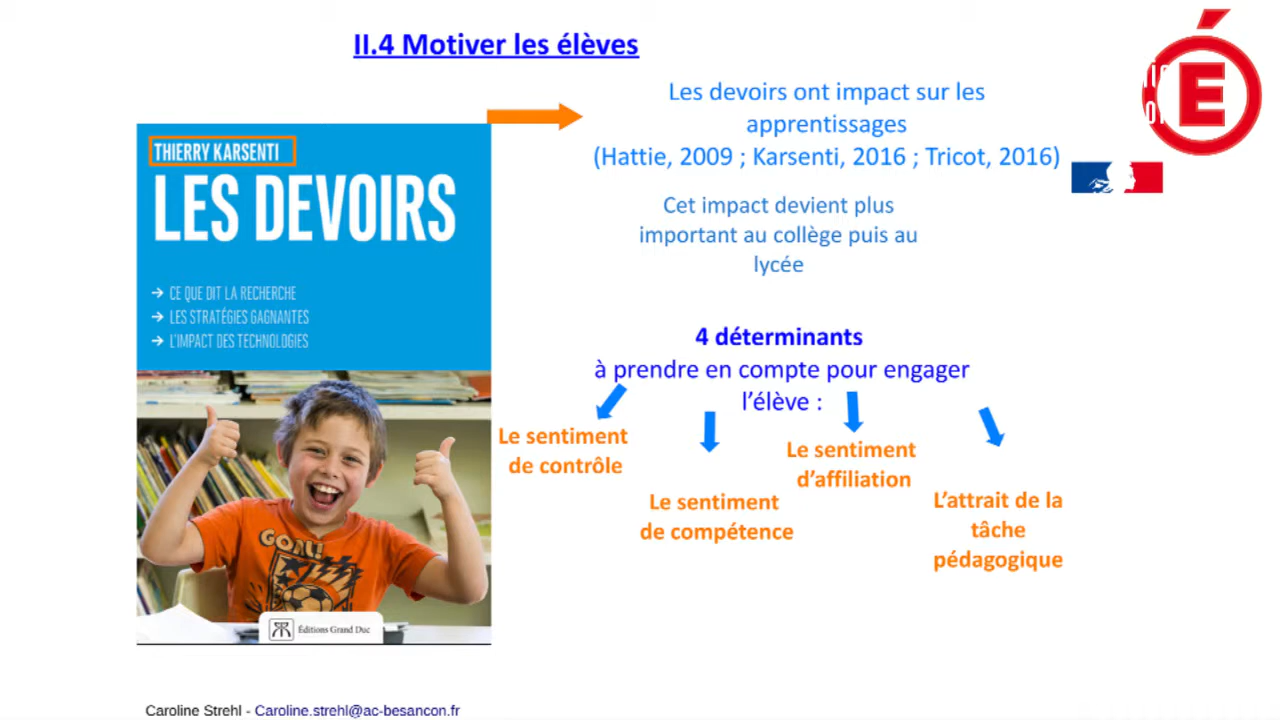 II.4 Motiver les élèves
Les devoirs ont impact sur les
apprentissages
(Hattie, 2009 ; Karsenti, 2016 ; Tricot, 2016)
Cet impact devient plus
important au collège puis au
lycée
THIERRY KARSENTI
LES DEVOIRS
→ CE QUE DIT LA RECHERCHE
→ LES STRATÉGIES GAGNANTES
→ L'IMPACT DES TECHNOLOGIES
GOAL!
Éditions Grand Duc
4 déterminants
à prendre en compte pour engager
l'élève :
Le sentiment
de contrôle
Le sentiment
de compétence
Le sentiment
d'affiliation
L'attrait de la
tâche
pédagogique
Caroline Strehl - Caroline.strehl@ac-besancon.fr